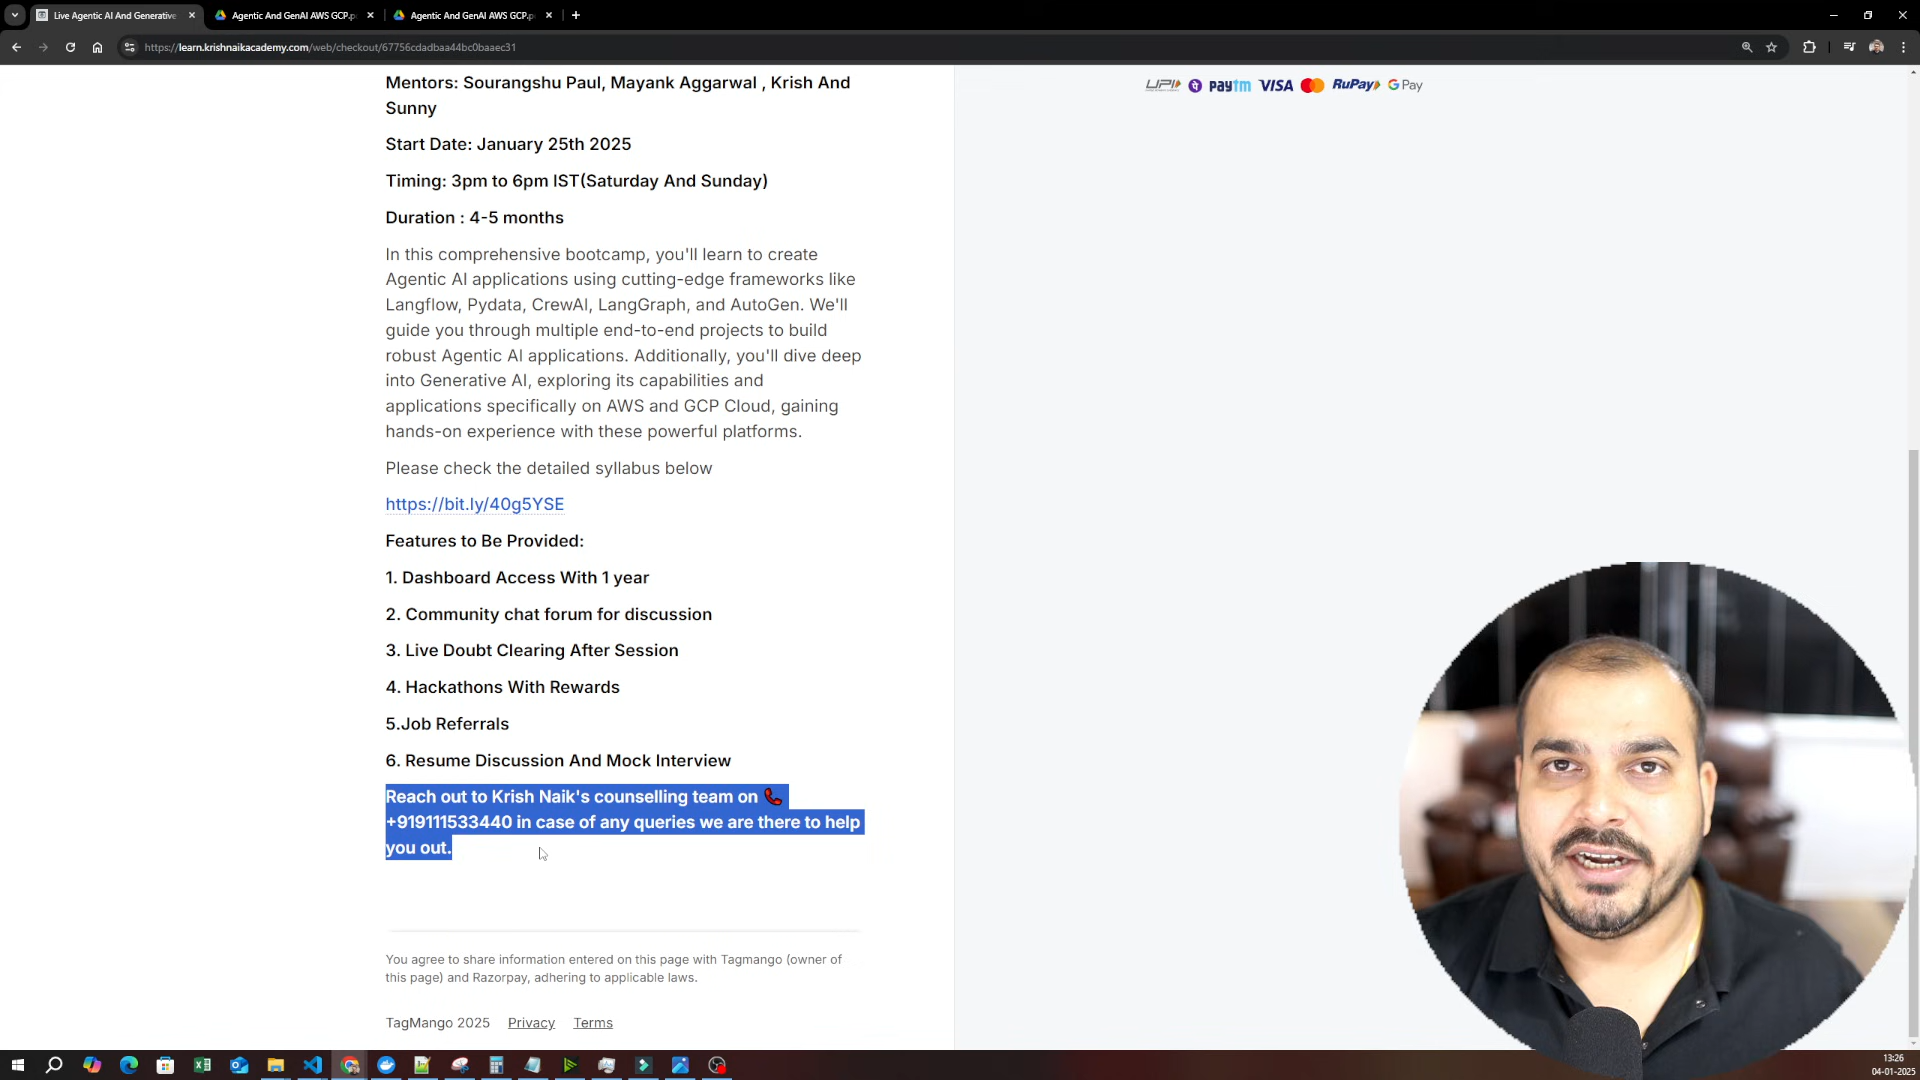 Live Agentic AI And Generative
Agentic And GenAI AWS GCP.p
Agentic And GenAI AWS GCP.p
https://learn.krishnaikacademy.com/web/checkout/67756cdadbaa44bc0baaec31
Mentors: Sourangshu Paul, Mayank Aggarwal , Krish And
Sunny
UPI paytm VISA RuPay G Pay
Start Date: January 25th 2025
Timing: 3pm to 6pm IST(Saturday And Sunday)
Duration : 4-5 months
In this comprehensive bootcamp, you'll learn to create
Agentic AI applications using cutting-edge frameworks like
Langflow, Pydata, CrewAI, LangGraph, and AutoGen. We'll
guide you through multiple end-to-end projects to build
robust Agentic AI applications. Additionally, you'll dive deep
into Generative AI, exploring its capabilities and
applications specifically on AWS and GCP Cloud, gaining
hands-on experience with these powerful platforms.
Please check the detailed syllabus below
https://bit.ly/40g5YSE
Features to Be Provided:
1. Dashboard Access With 1 year
2. Community chat forum for discussion
3. Live Doubt Clearing After Session
4. Hackathons With Rewards
5.Job Referrals
6. Resume Discussion And Mock Interview
Reach out to Krish Naik's counselling team on 📞
+919111533440 in case of any queries we are there to help
you out.
You agree to share information entered on this page with Tagmango (owner of
this page) and Razorpay, adhering to applicable laws.
TagMango 2025 Privacy Terms
13:26
04-01-2025